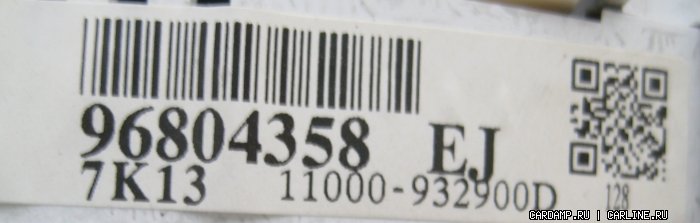 96804358 EJ
7K13 11000-932900D 128
CARDAMP.RU | CARLINE.RU